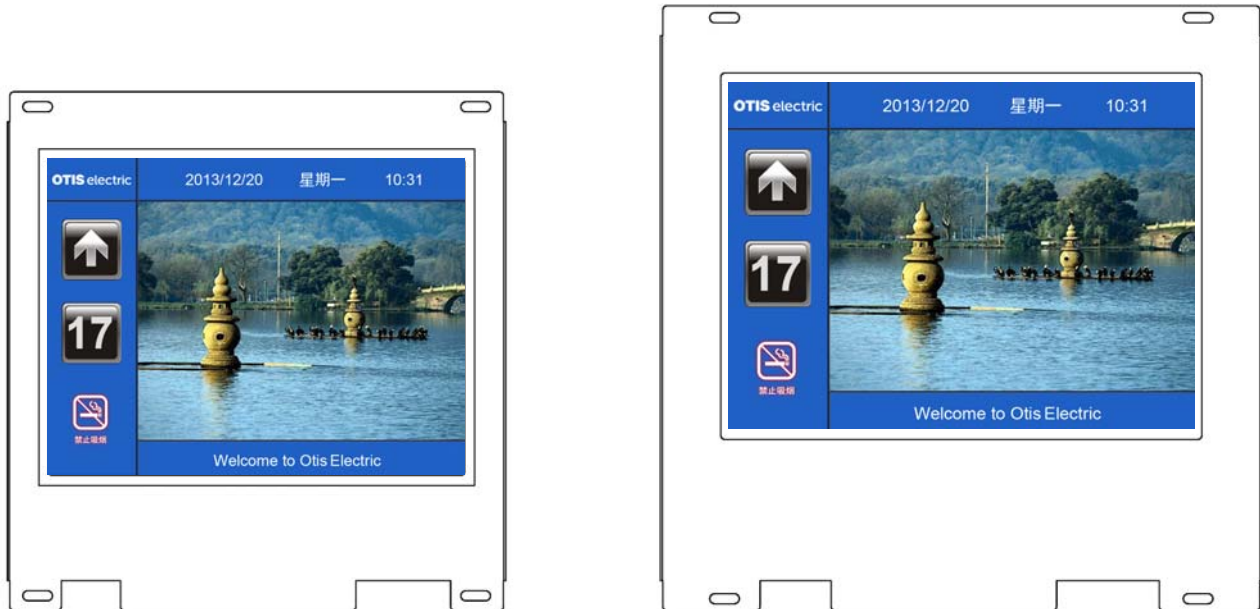 OTIS electric 2013/12/20 星期一 10:31
17
禁止吸烟
Welcome to Otis Electric
OTIS electric 2013/12/20 星期一 10:31
17
禁止吸烟
Welcome to Otis Electric